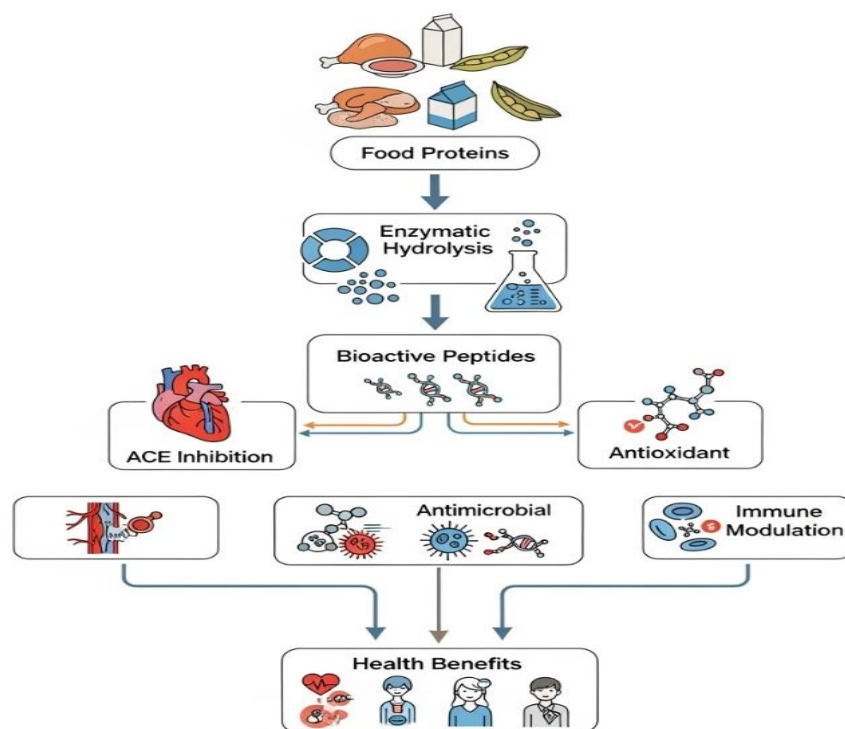 Food Proteins
Enzymatic
Hydrolysis
Bioactive Peptides
ACE Inhibition
Antioxidant
Antimicrobial
Immune
Modulation
Health Benefits